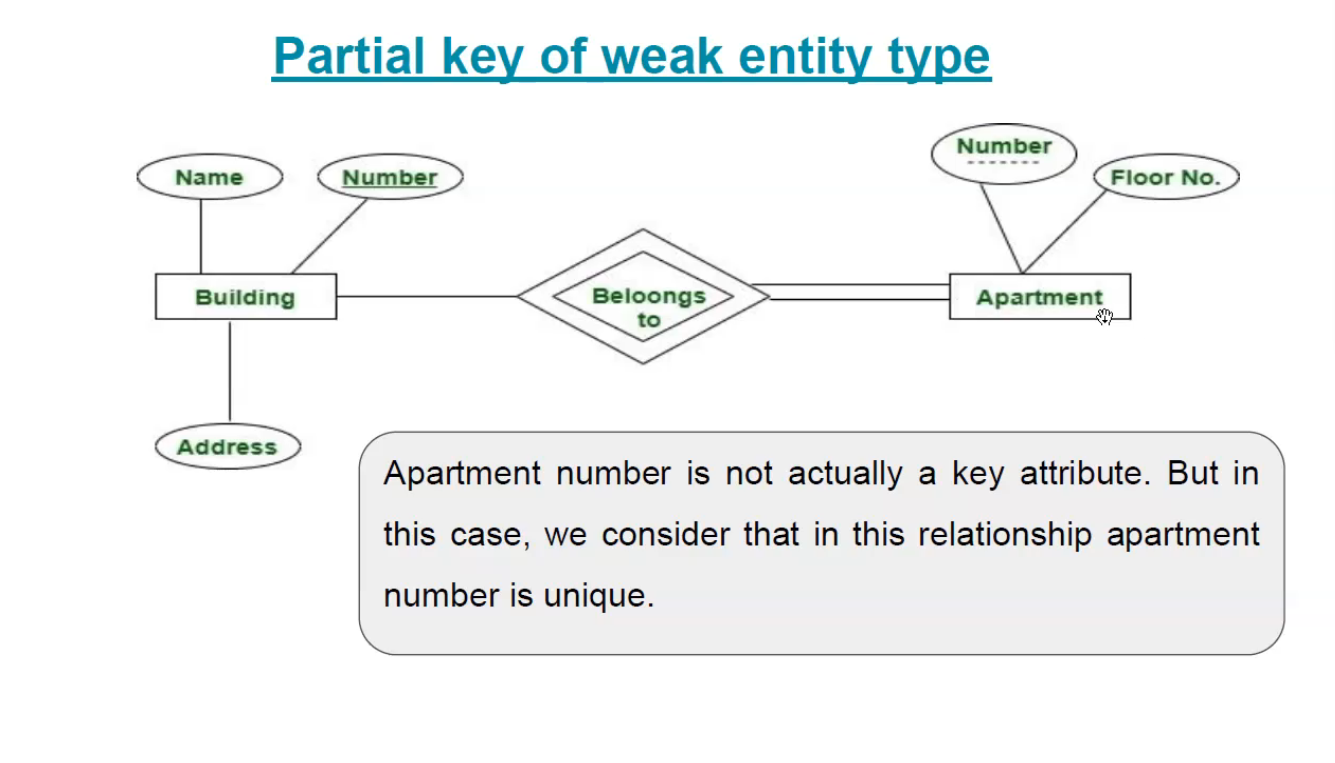 Partial key of weak entity type
Name
Number
Number
Floor No.
Building
Beloongs
to
Apartment
Address
Apartment number is not actually a key attribute. But in
this case, we consider that in this relationship apartment
number is unique.